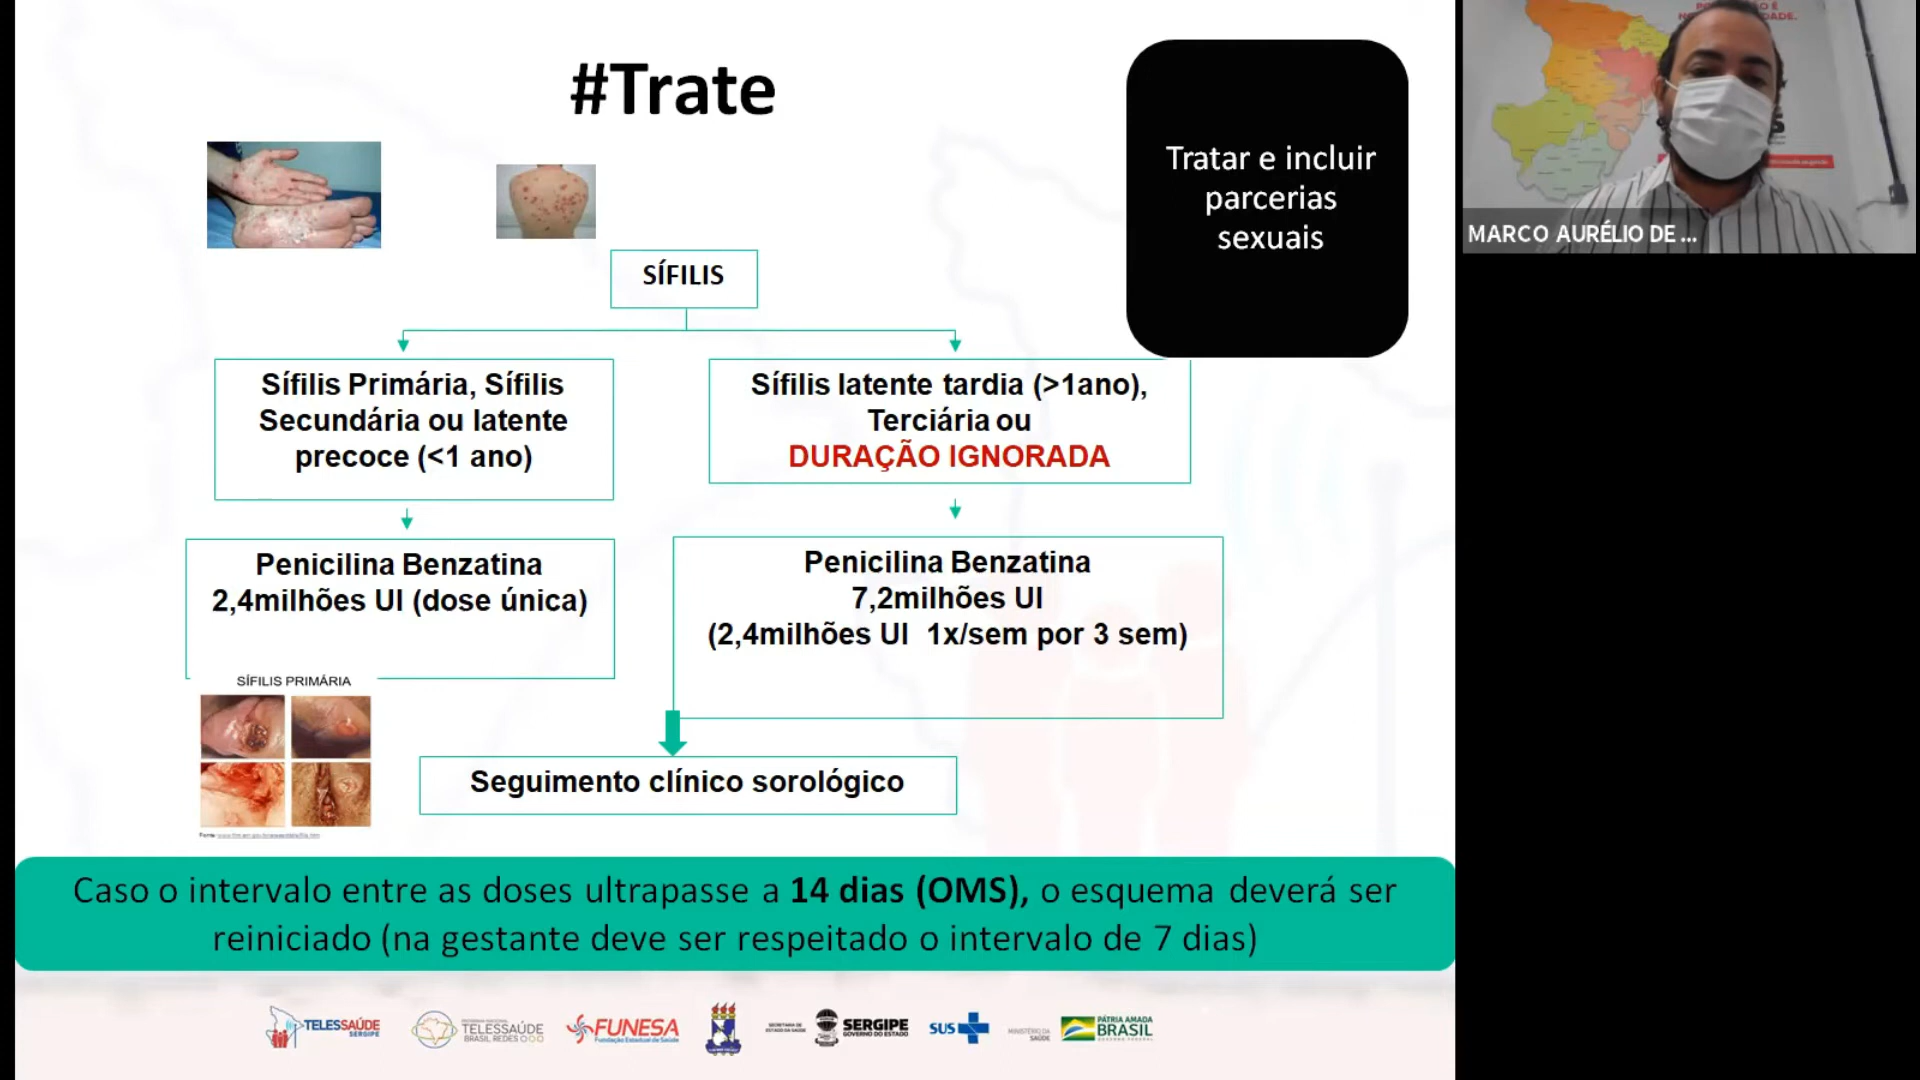 #Trate
Tratar e incluir
parcerias
sexuais
MARCO AURÉLIO DE ...
SÍFILIS
Sífilis Primária, Sífilis
Secundária ou latente
precoce (<1 ano)
Sífilis latente tardia (>1ano),
Terciária ou
DURAÇÃO IGNORADA
Penicilina Benzatina
2,4milhões UI (dose única)
Penicilina Benzatina
7,2milhões UI
(2,4milhões UI 1x/sem por 3 sem)
SÍFILIS PRIMÁRIA
Seguimento clínico sorológico
Caso o intervalo entre as doses ultrapasse a 14 dias (OMS), o esquema deverá ser
reiniciado (na gestante deve ser respeitado o intervalo de 7 dias)
TELESSAÚDE
SERGIPE
TELESSAÚDE
BRASIL REDES
FUNESA
Fundação Estadual de Saúde
SECRETARIA DE
ESTADO DA SAÚDE
SERGIPE
GOVERNO DO ESTADO
SUS
MINISTÉRIO DA
SAÚDE
PÁTRIA AMADA
BRASIL
GOVERNO FEDERAL